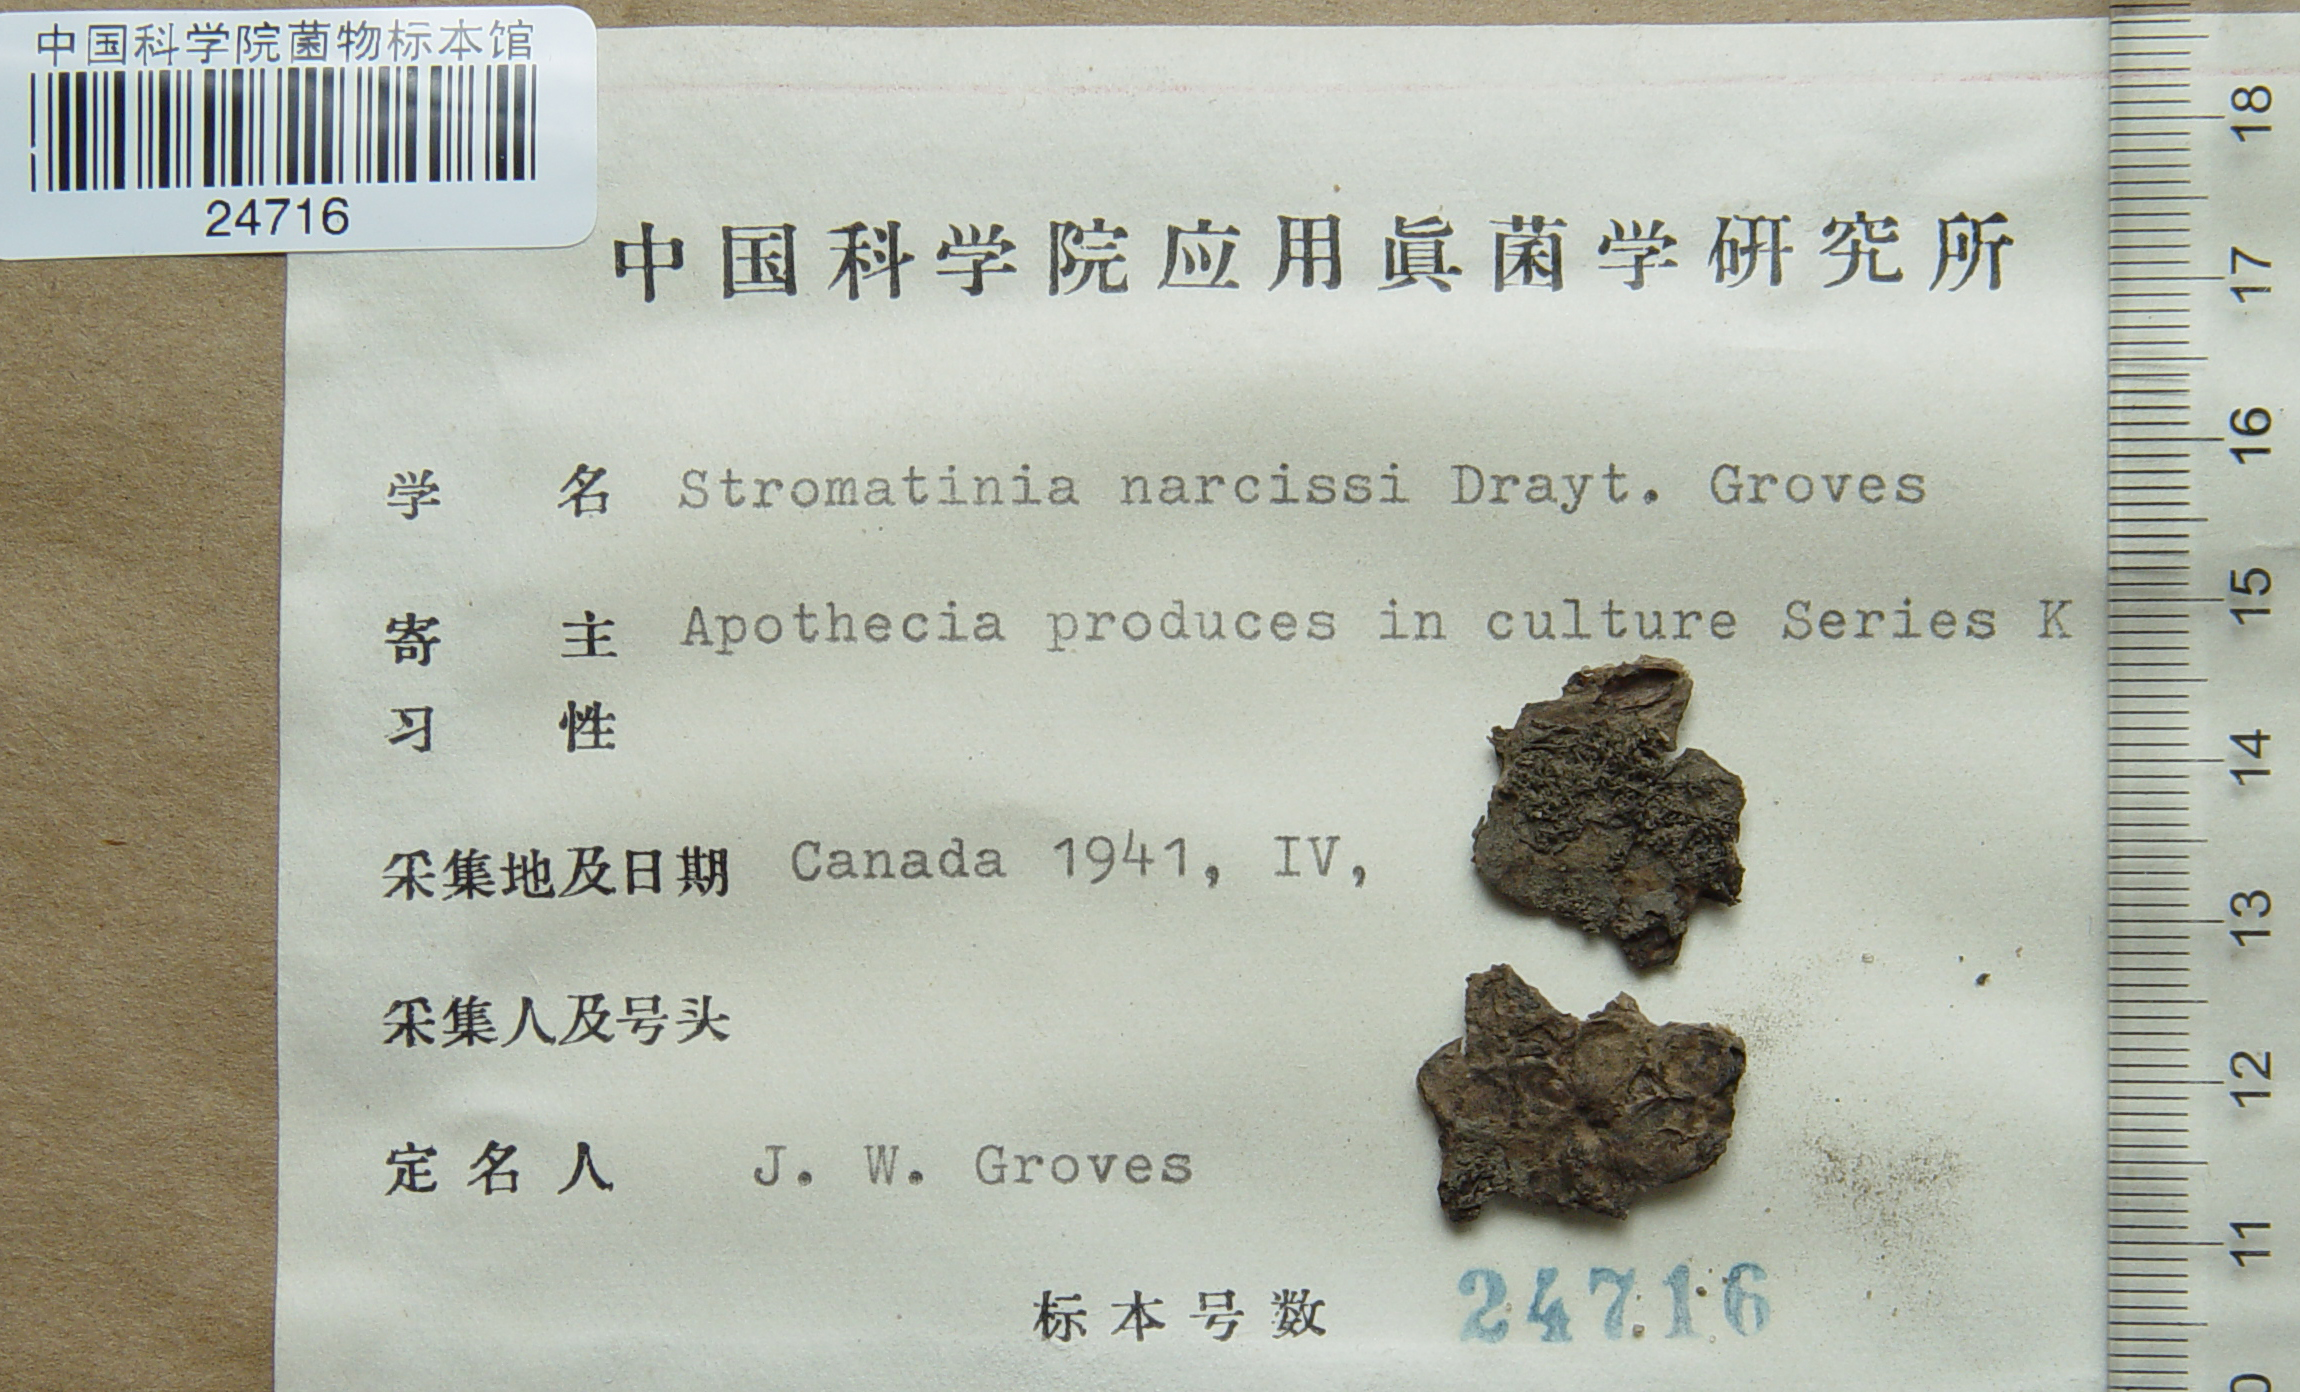 中国科学院菌物标本馆
24716
中国科学院应用眞菌学研究所
学名 Stromatinia narcissi Drayt. Groves
寄主 Apothecia produces in culture Series K
习性
采集地及日期 Canada 1941, IV,
采集人及号头
定名人 J. W. Groves
标本号数 24716
18
17
16
15
14
13
12
11